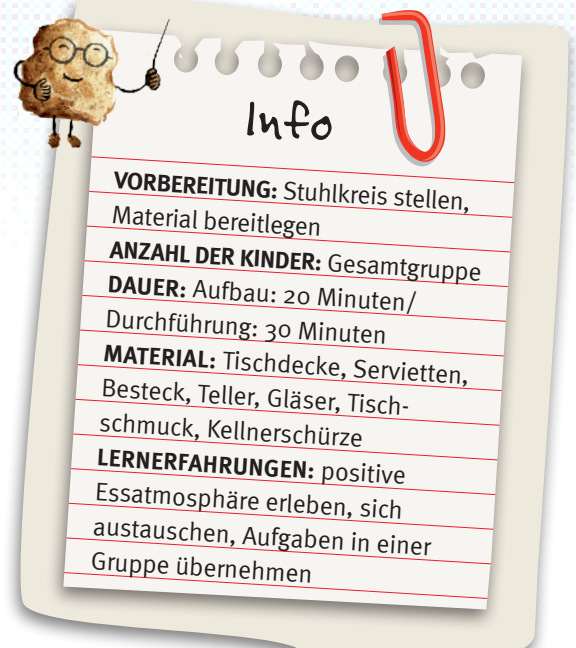 Info
VORBEREITUNG: Stuhlkreis stellen,
Material bereitlegen
ANZAHL DER KINDER: Gesamtgruppe
DAUER: Aufbau: 20 Minuten/
Durchführung: 30 Minuten
MATERIAL: Tischdecke, Servietten,
Besteck, Teller, Gläser, Tisch-
schmuck, Kellnerschürze
LERNERFAHRUNGEN: positive
Essatmosphäre erleben, sich
austauschen, Aufgaben in einer
Gruppe übernehmen